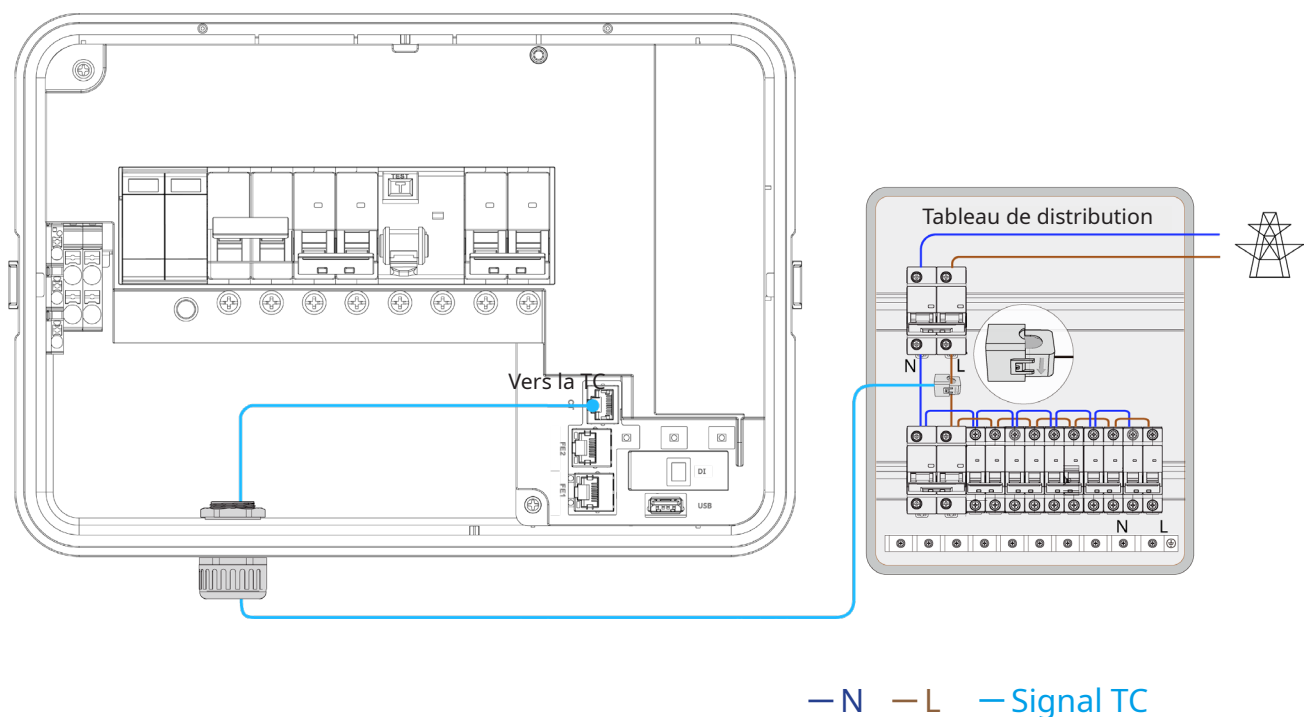 TEST
Tableau de distribution
N L
Vers la TC
CT
FE2
FE1
DI
USB
N L
N L Signal TC